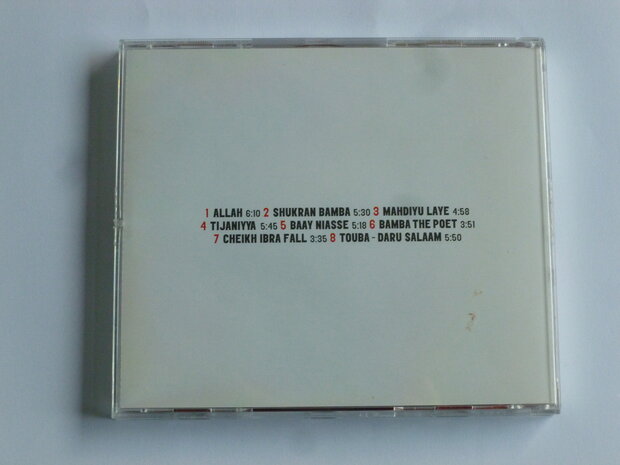 1 ALLAH 6:10 2 SHUKRAN BAMBA 5:30 3 MAHDIYU LAYE 4:58
4 TIJANIYYA 5:45 5 BAAY NIASSE 5:18 6 BAMBA THE POET 3:51
7 CHEIKH IBRA FALL 3:35 8 TOUBA - DARU SALAAM 5:50